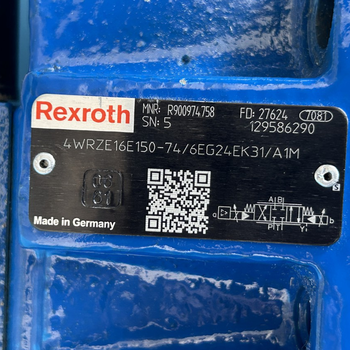 Rexroth
MNR: R900974758 FD: 27624 7081
SN: 5 129586290
4WRZE16E150-74/6EG24EK31/A1M
A B
a b
P T Y
Made in Germany